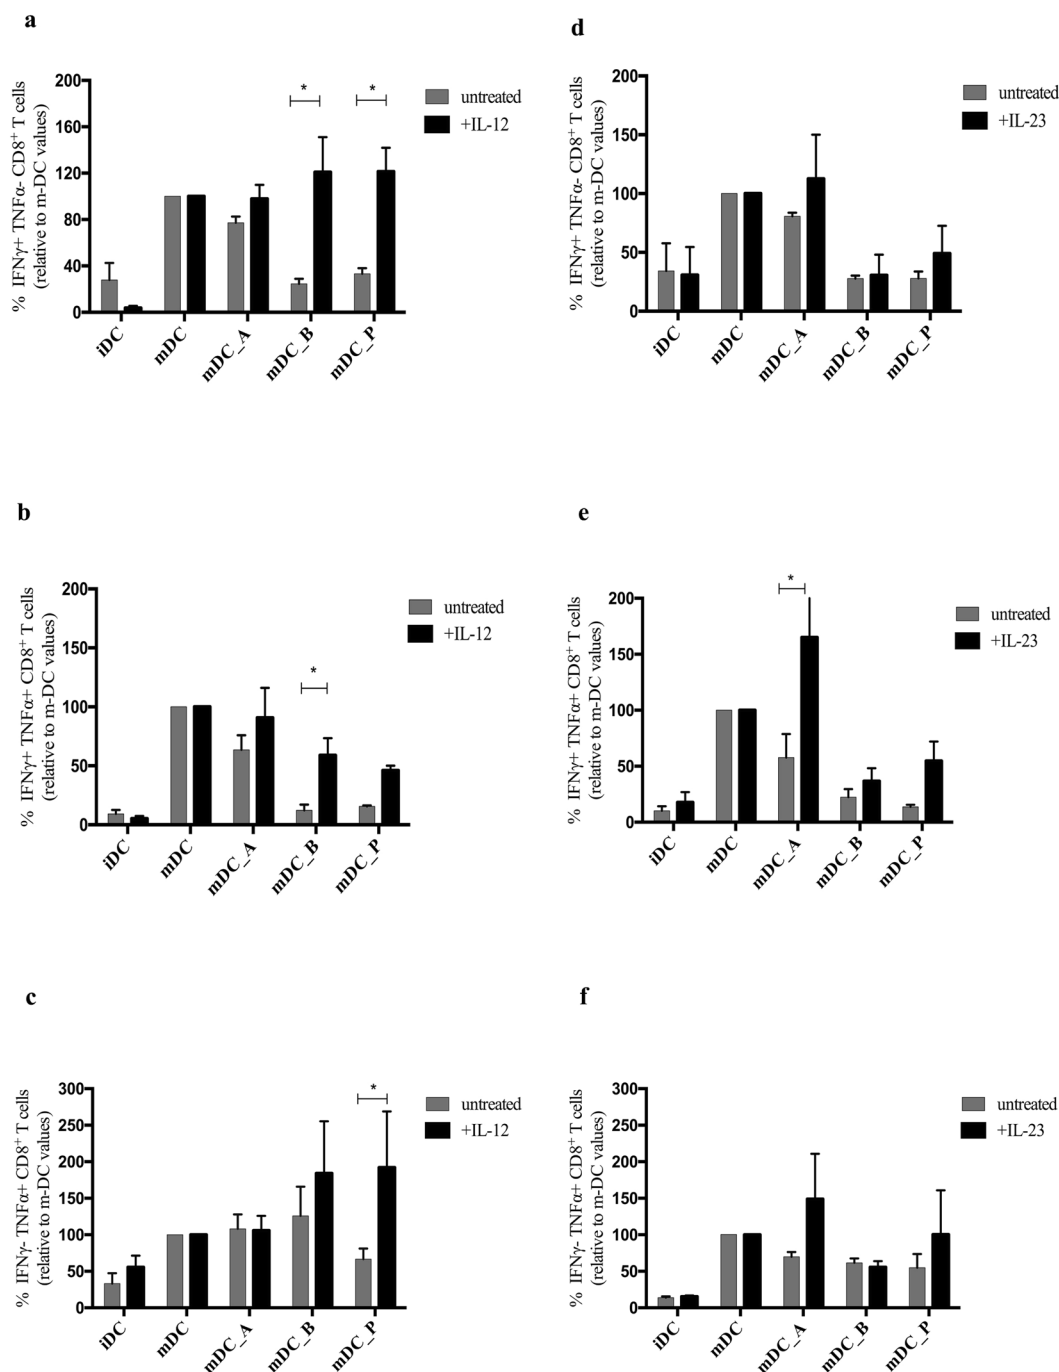 a
% IFNγ+ TNFα- CD8⁺ T cells
(relative to m-DC values)
200
160
120
80
40
0
*
*
untreated
+IL-12
iDC
mDC
mDC_A
mDC_B
mDC_P
d
% IFNγ+ TNFα- CD8⁺ T cells
(relative to m-DC values)
200
150
100
50
0
untreated
+IL-23
iDC
mDC
mDC_A
mDC_B
mDC_P
b
% IFNγ+ TNFα+ CD8⁺ T cells
(relative to m-DC values)
200
150
100
50
0
*
untreated
+IL-12
iDC
mDC
mDC_A
mDC_B
mDC_P
e
% IFNγ+ TNFα+ CD8⁺ T cells
(relative to m-DC values)
200
150
100
50
0
*
untreated
+IL-23
iDC
mDC
mDC_A
mDC_B
mDC_P
c
% IFNγ- TNFα+ CD8⁺ T cells
(relative to m-DC values)
300
250
200
150
100
50
0
*
untreated
+IL-12
iDC
mDC
mDC_A
mDC_B
mDC_P
f
% IFNγ- TNFα+ CD8⁺ T cells
(relative to m-DC values)
300
250
200
150
100
50
0
untreated
+IL-23
iDC
mDC
mDC_A
mDC_B
mDC_P